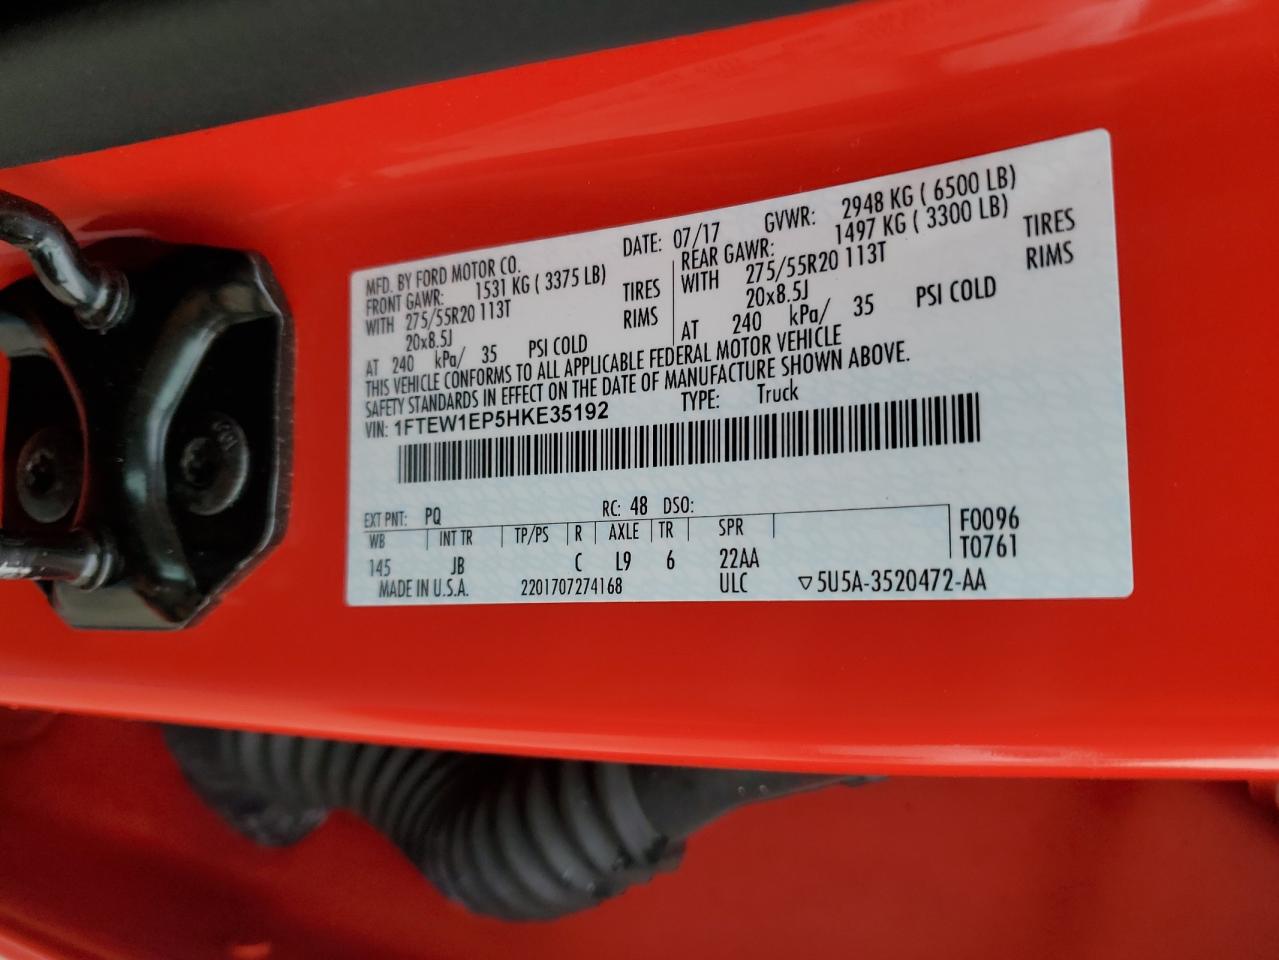 MFD. BY FORD MOTOR CO.
DATE: 07/17 GVWR: 2948 KG ( 6500 LB)
FRONT GAWR: 1531 KG ( 3375 LB)
WITH 275/55R20 113T TIRES
20x8.5J RIMS
AT 240 kPa/ 35 PSI COLD
REAR GAWR: 1497 KG ( 3300 LB)
WITH 275/55R20 113T TIRES
20x8.5J RIMS
AT 240 kPa/ 35 PSI COLD
THIS VEHICLE CONFORMS TO ALL APPLICABLE FEDERAL MOTOR VEHICLE
SAFETY STANDARDS IN EFFECT ON THE DATE OF MANUFACTURE SHOWN ABOVE.
VIN: 1FTEW1EP5HKE35192 TYPE: Truck
EXT PNT: PQ RC: 48 DSO:
WB INT TR TP/PS R AXLE TR SPR F0096
145 JB C L9 6 22AA T0761
MADE IN U.S.A. 2201707274168 ULC ▽5U5A-3520472-AA